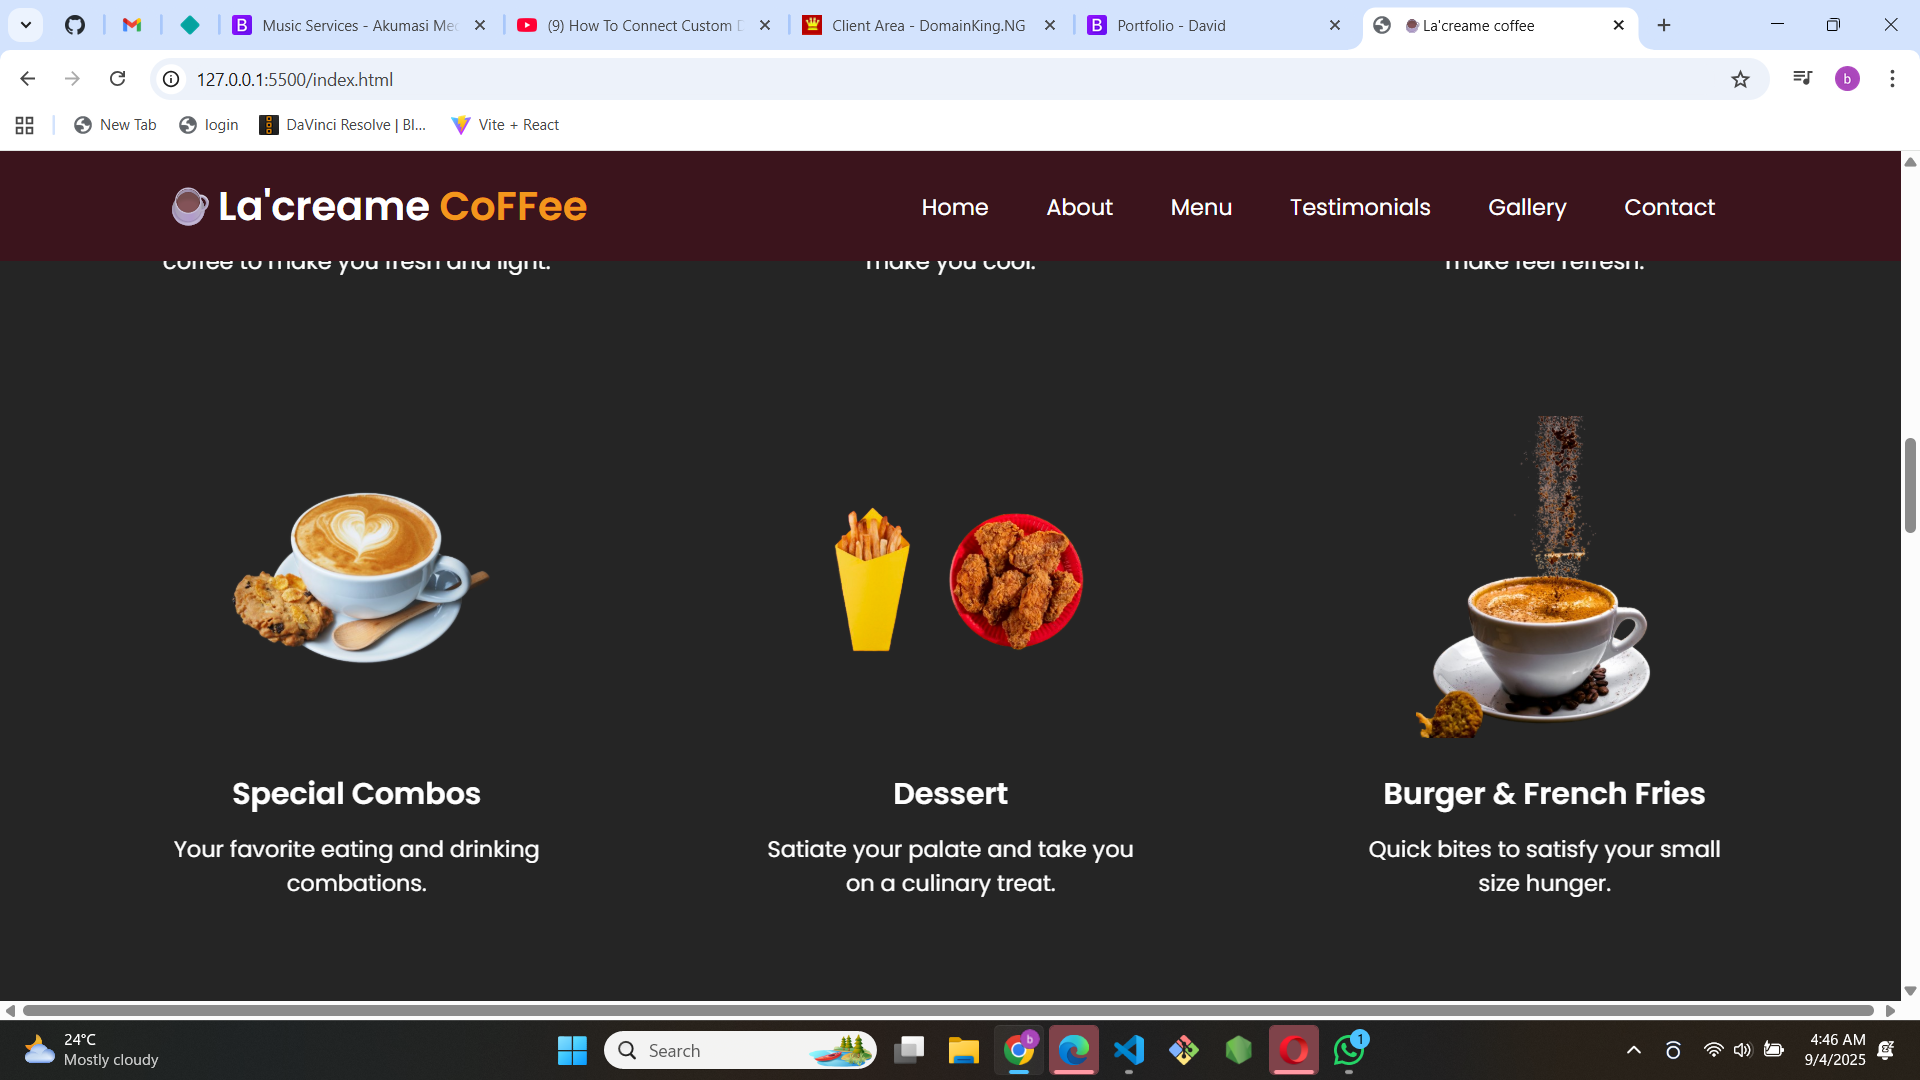 Music Services - Akumasi Med
(9) How To Connect Custom D
Client Area - DomainKing.NG
Portfolio - David
La'creame coffee
127.0.0.1:5500/index.html
b
New Tab
login
DaVinci Resolve | Bl...
Vite + React
La'creame CoFFee
Home
About
Menu
Testimonials
Gallery
Contact
coffee to make you fresh and light.
make you cool.
make feel refresh.
Special Combos
Your favorite eating and drinking
combations.
Dessert
Satiate your palate and take you
on a culinary treat.
Burger & French Fries
Quick bites to satisfy your small
size hunger.
24°C
Mostly cloudy
Search
b
1
4:46 AM
9/4/2025